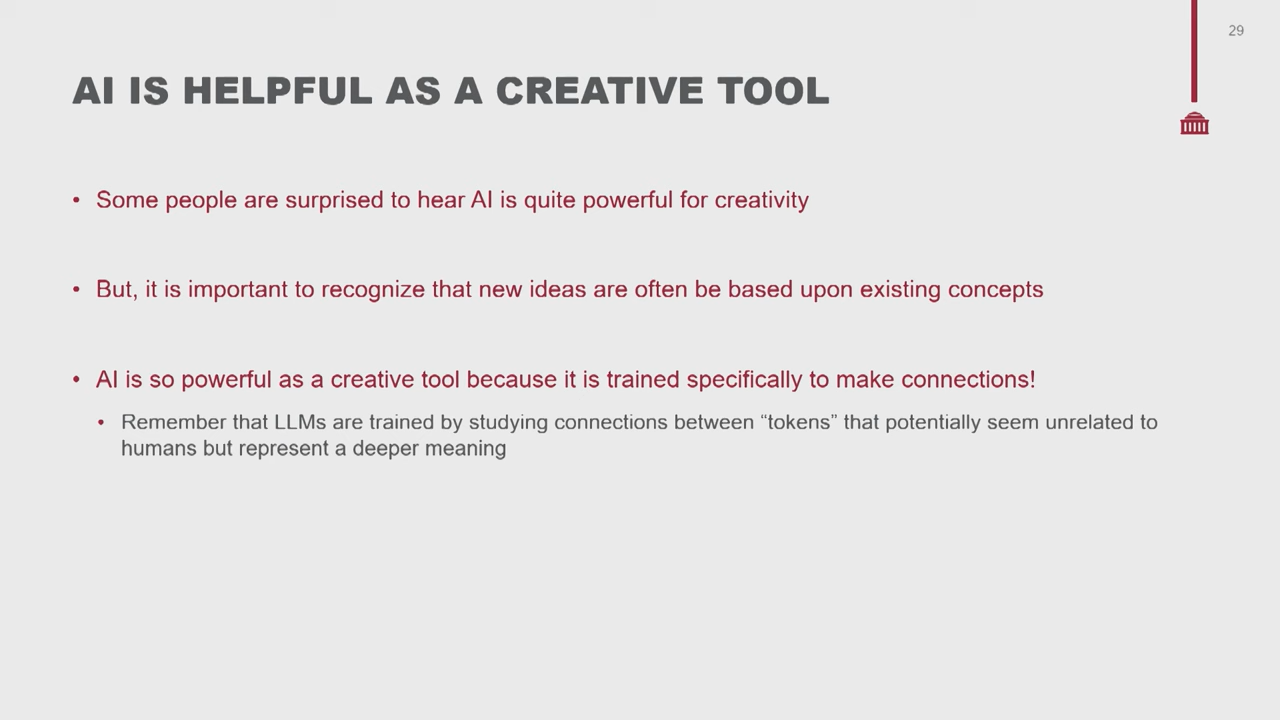 29
AI IS HELPFUL AS A CREATIVE TOOL
• Some people are surprised to hear AI is quite powerful for creativity
• But, it is important to recognize that new ideas are often be based upon existing concepts
• AI is so powerful as a creative tool because it is trained specifically to make connections!
• Remember that LLMs are trained by studying connections between “tokens” that potentially seem unrelated to
humans but represent a deeper meaning